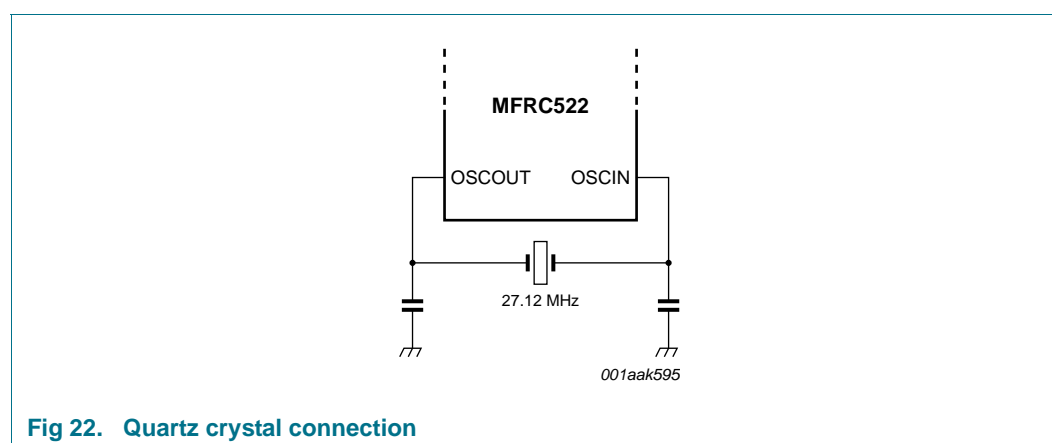 MFRC522
OSCOUT OSCIN
27.12 MHz
001aak595
Fig 22. Quartz crystal connection